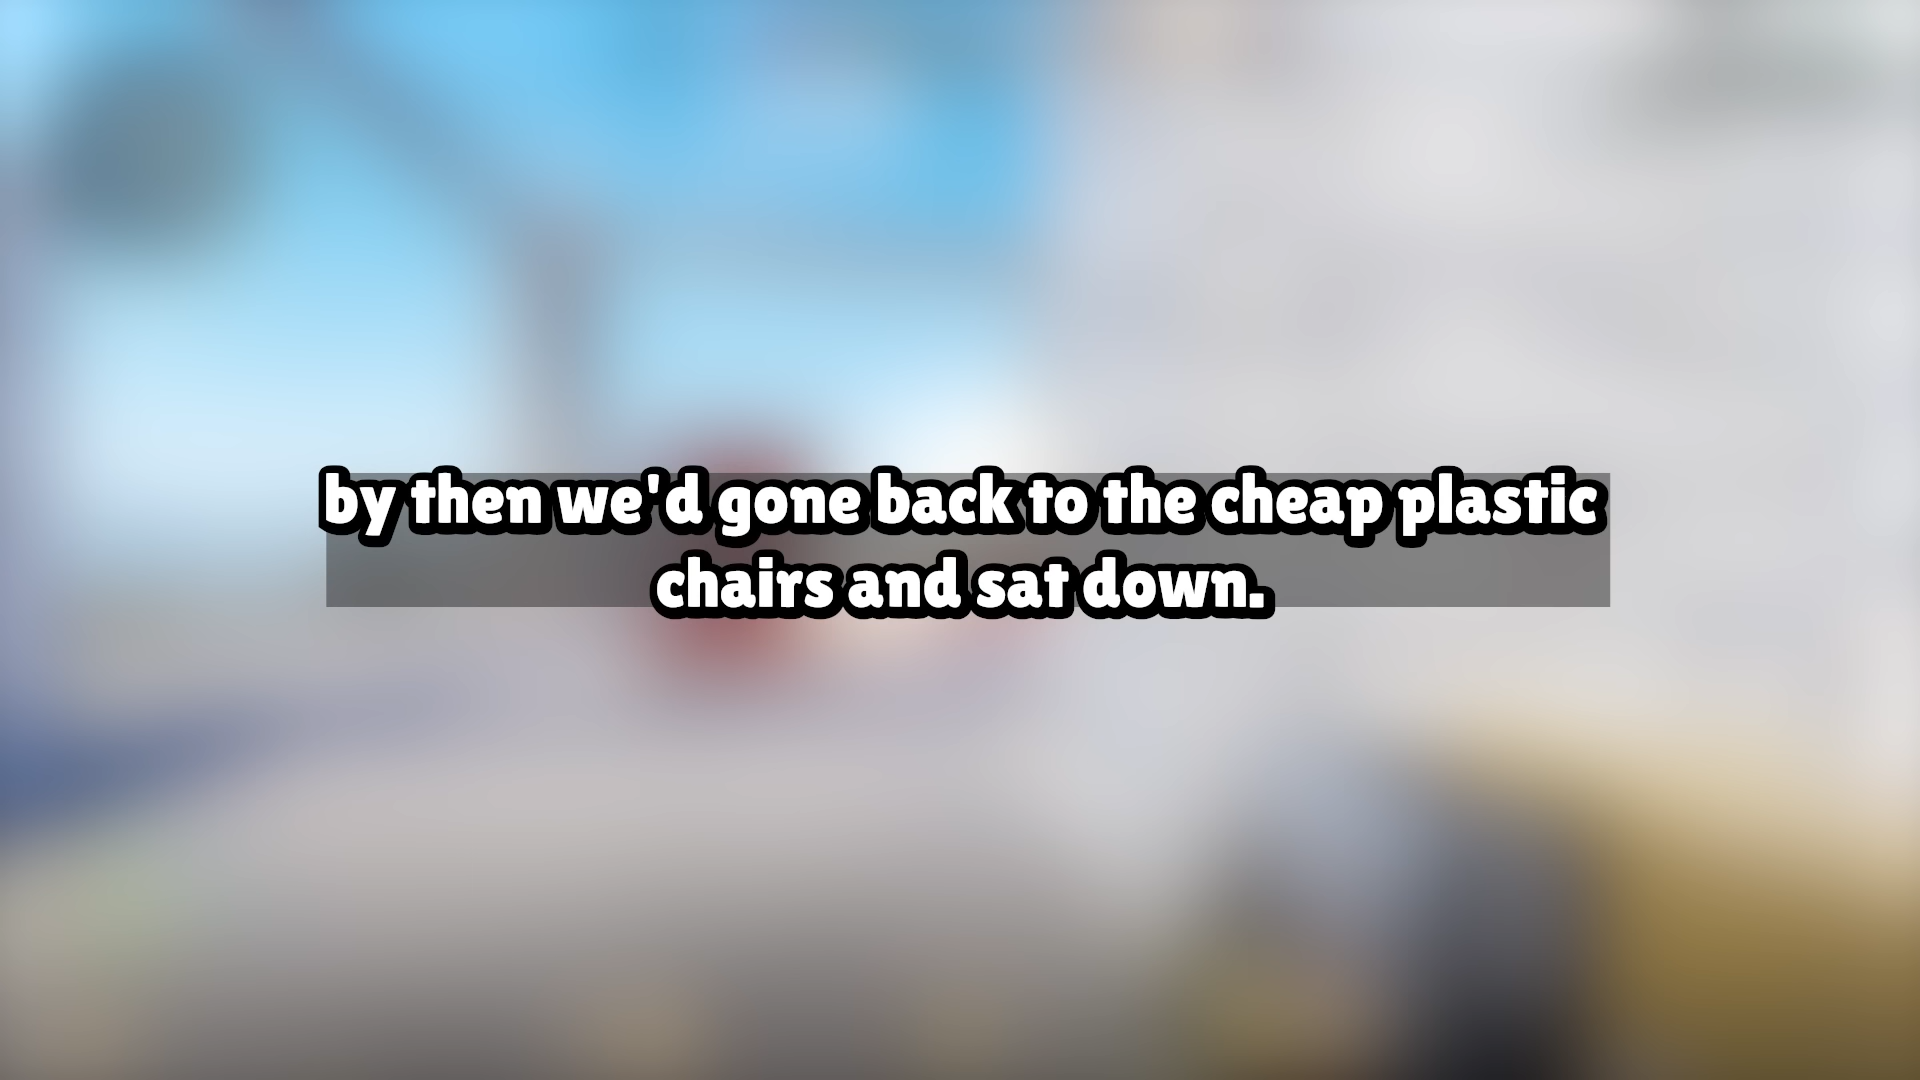 by then we'd gone back to the cheap plastic
chairs and sat down.